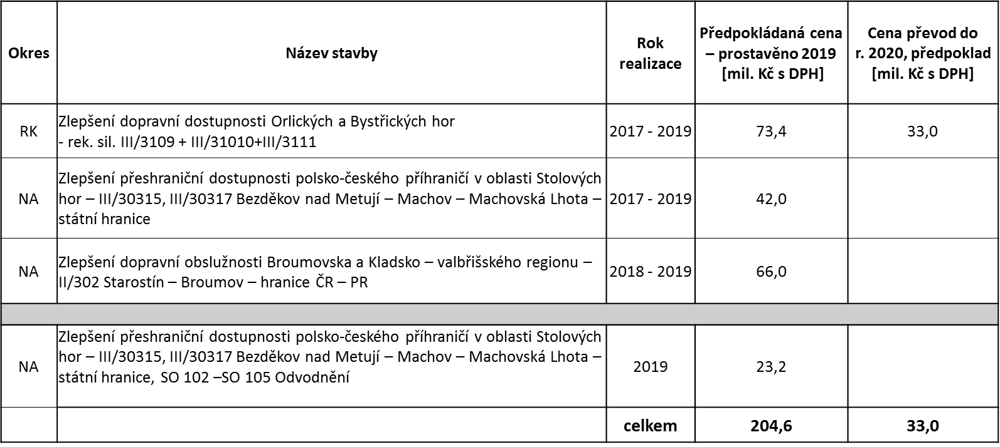 Okres
Název stavby
Rok
realizace
Předpokládaná cena
– prostavěno 2019
[mil. Kč s DPH]
Cena převod do
r. 2020, předpoklad
[mil. Kč s DPH]
RK
Zlepšení dopravní dostupnosti Orlických a Bystřických hor
- rek. sil. III/3109 + III/31010+III/3111
2017 - 2019
73,4
33,0
NA
Zlepšení přeshraniční dostupnosti polsko-českého příhraničí v oblasti Stolových
hor – III/30315, III/30317 Bezděkov nad Metují – Machov – Machovská Lhota –
státní hranice
2017 - 2019
42,0
NA
Zlepšení dopravní obslužnosti Broumovska a Kladsko – valbřišského regionu –
II/302 Starostín – Broumov – hranice ČR – PR
2018 - 2019
66,0
NA
Zlepšení přeshraniční dostupnosti polsko-českého příhraničí v oblasti Stolových
hor – III/30315, III/30317 Bezděkov nad Metují – Machov – Machovská Lhota –
státní hranice, SO 102 –SO 105 Odvodnění
2019
23,2
celkem
204,6
33,0